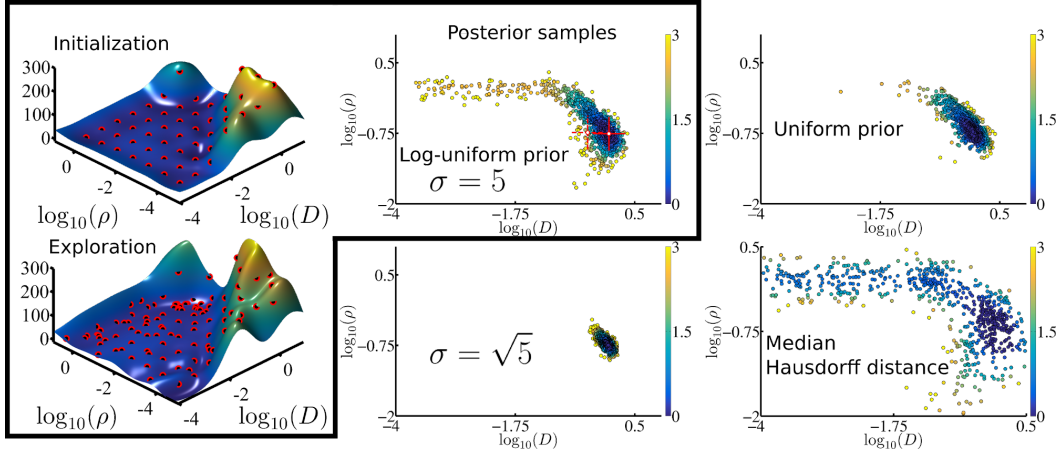 Initialization
300
200
100
0
0
-2
-4
-4
-2
0
log₁₀(ρ)
log₁₀(D)
Exploration
300
200
100
0
0
-2
-4
-4
-2
0
log₁₀(ρ)
log₁₀(D)
Posterior samples
0.5
−0.75
−2
−4
−1.75
0.5
log₁₀(ρ)
log₁₀(D)
Log-uniform prior
σ = 5
3
1.5
0
0.5
−0.75
−2
−4
−1.75
0.5
log₁₀(ρ)
log₁₀(D)
Uniform prior
3
1.5
0
0.5
−0.75
−2
−4
−1.75
0.5
log₁₀(ρ)
log₁₀(D)
σ = √5
3
1.5
0
0.5
−0.75
−2
−4
−1.75
0.5
log₁₀(ρ)
log₁₀(D)
Median
Hausdorff distance
3
1.5
0